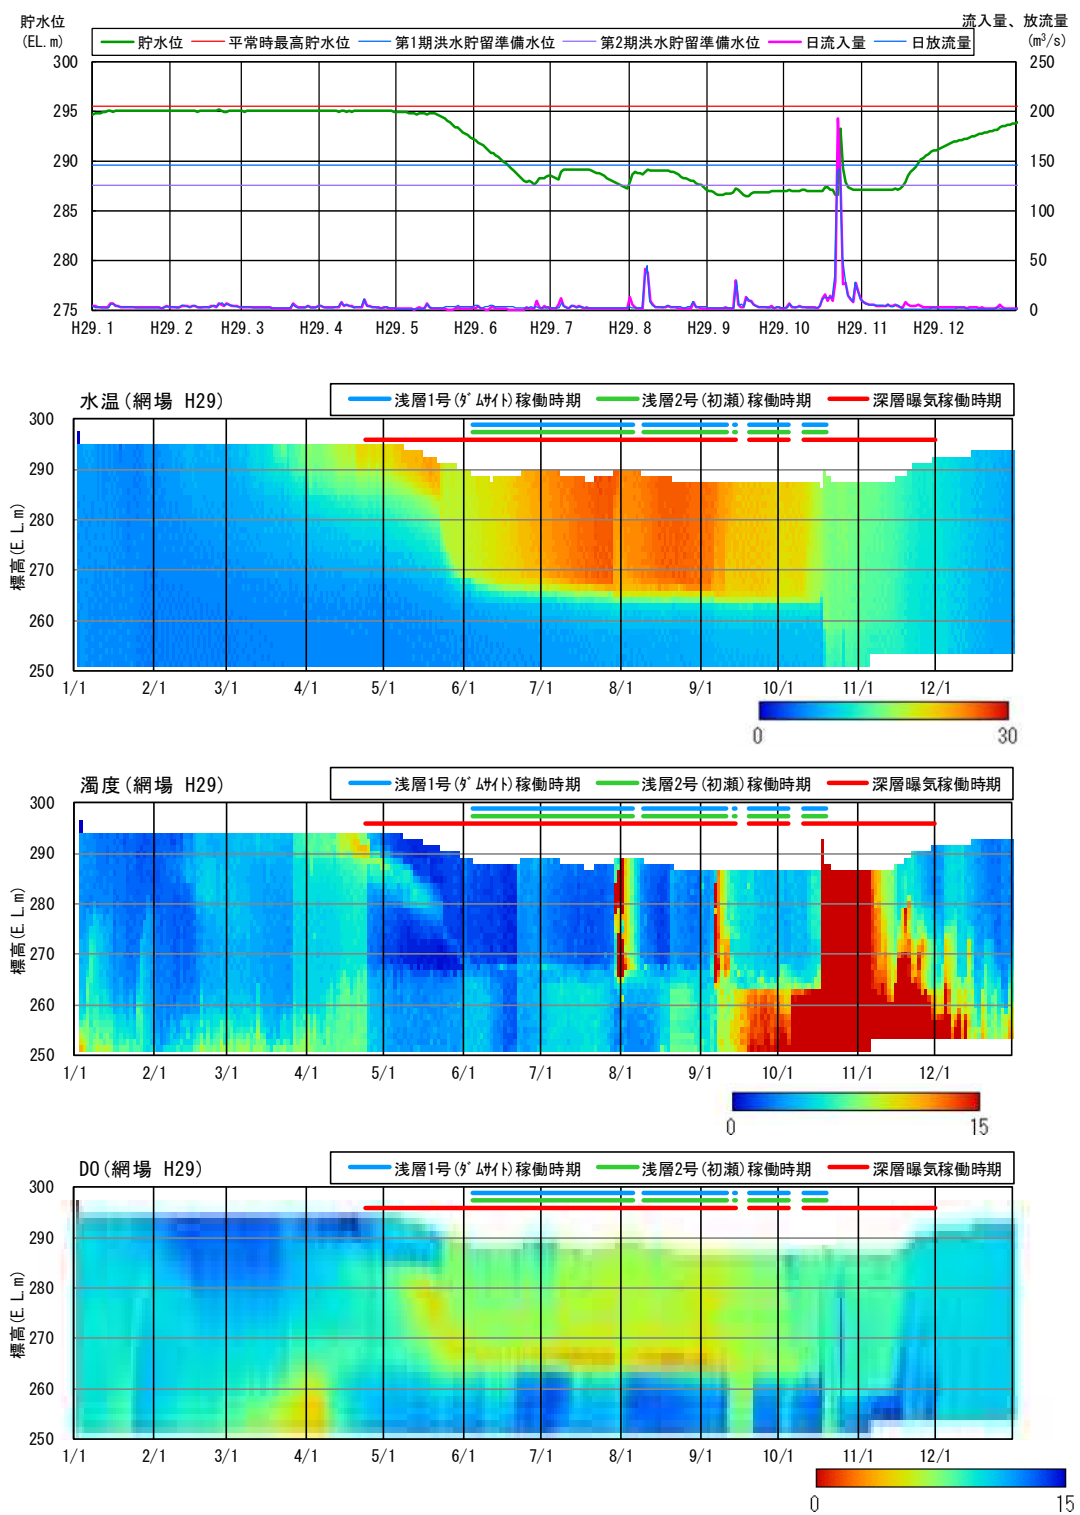 貯水位
(EL.m)
流入量、放流量
(m³/s)
貯水位 平常時最高貯水位 第1期洪水貯留準備水位 第2期洪水貯留準備水位 日流入量 日放流量
300 250
295 200
290 150
285 100
280 50
275 0
H29.1 H29.2 H29.3 H29.4 H29.5 H29.6 H29.7 H29.8 H29.9 H29.10 H29.11 H29.12
水温(網場 H29)
浅層1号(ﾀﾞﾑｻｲﾄ)稼働時期 浅層2号(初瀬)稼働時期 深層曝気稼働時期
標高(E.L.m)
300
290
280
270
260
250
1/1 2/1 3/1 4/1 5/1 6/1 7/1 8/1 9/1 10/1 11/1 12/1
0 30
濁度(網場 H29)
浅層1号(ﾀﾞﾑｻｲﾄ)稼働時期 浅層2号(初瀬)稼働時期 深層曝気稼働時期
標高(E.L.m)
300
290
280
270
260
250
1/1 2/1 3/1 4/1 5/1 6/1 7/1 8/1 9/1 10/1 11/1 12/1
0 15
DO(網場 H29)
浅層1号(ﾀﾞﾑｻｲﾄ)稼働時期 浅層2号(初瀬)稼働時期 深層曝気稼働時期
標高(E.L.m)
300
290
280
270
260
250
1/1 2/1 3/1 4/1 5/1 6/1 7/1 8/1 9/1 10/1 11/1 12/1
0 15